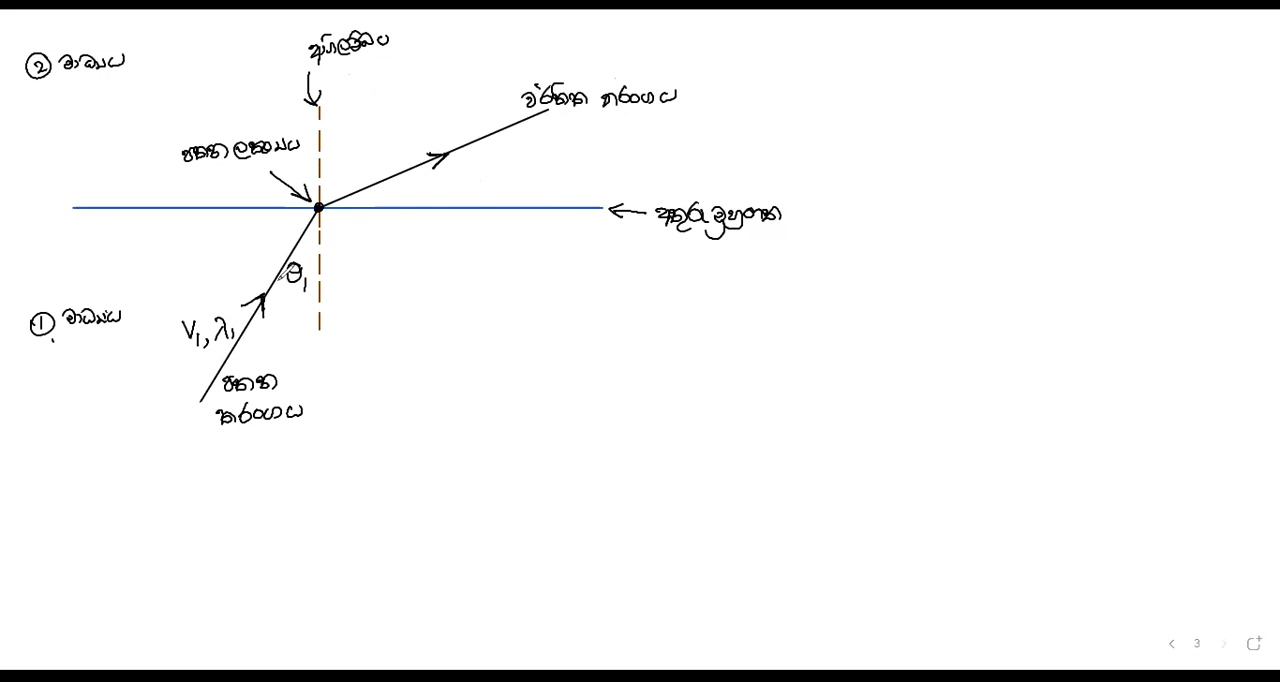 ② මාධ්‍යය
අභිලම්බය
වර්තිත තරංගය
පතන ලක්ෂ්‍යය
අතුරු මුහුණත
θ₁
① මාධ්‍යය
V₁, λ₁
පතන
තරංගය
3